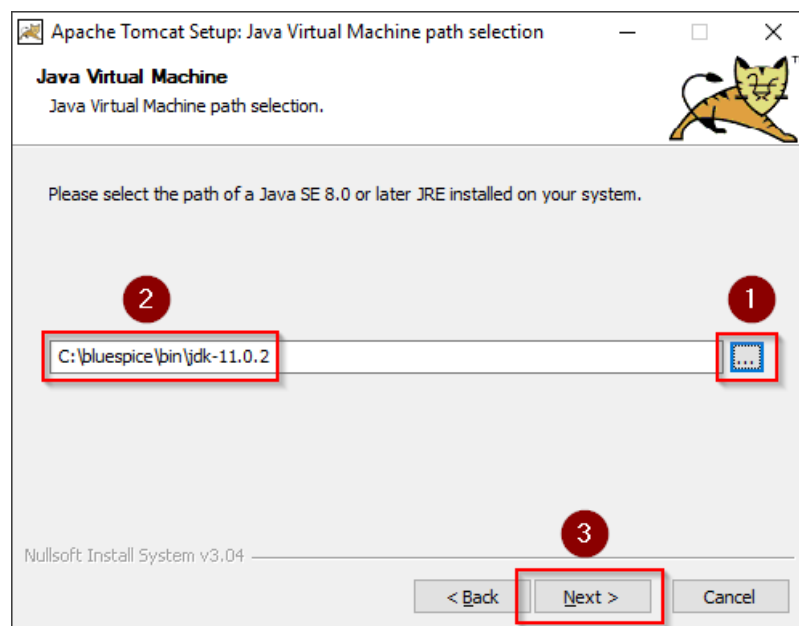 Apache Tomcat Setup: Java Virtual Machine path selection
TM
Java Virtual Machine
Java Virtual Machine path selection.
Please select the path of a Java SE 8.0 or later JRE installed on your system.
2
1
C:\bluespice\bin\jdk-11.0.2
...
3
Nullsoft Install System v3.04
< Back
Next >
Cancel